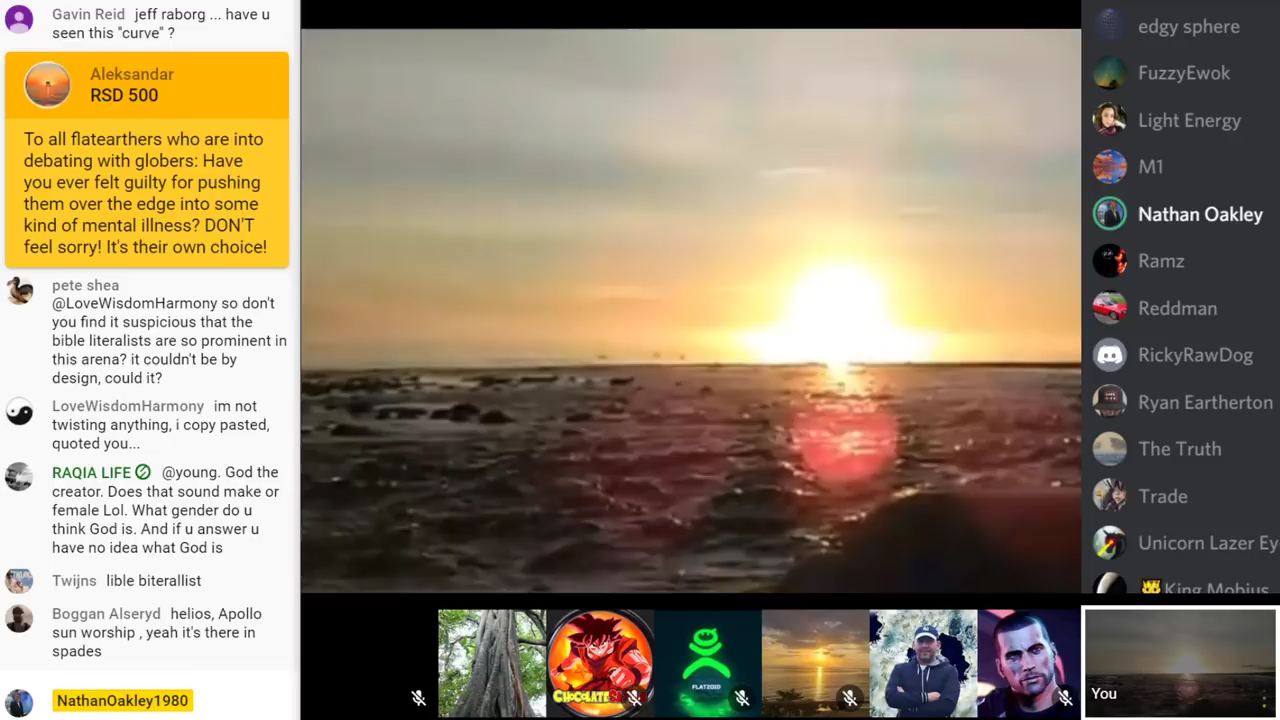 Gavin Reid jeff raborg ... have u
seen this "curve" ?
Aleksandar
RSD 500
To all flatearthers who are into
debating with globers: Have
you ever felt guilty for pushing
them over the edge into some
kind of mental illness? DON'T
feel sorry! It's their own choice!
pete shea
@LoveWisdomHarmony so don't
you find it suspicious that the
bible literalists are so prominent in
this arena? it couldn't be by
design, could it?
LoveWisdomHarmony im not
twisting anything, i copy pasted,
quoted you...
RAQIA LIFE @young. God the
creator. Does that sound make or
female Lol. What gender do u
think God is. And if u answer u
have no idea what God is
Twijns lible biterallist
Boggan Alseryd helios, Apollo
sun worship , yeah it's there in
spades
NathanOakley1980
edgy sphere
FuzzyEwok
Light Energy
M1
Nathan Oakley
Ramz
Reddman
RickyRawDog
Ryan Eartherton
The Truth
Trade
Unicorn Lazer Ey
King Mobius
FLATZOID
You